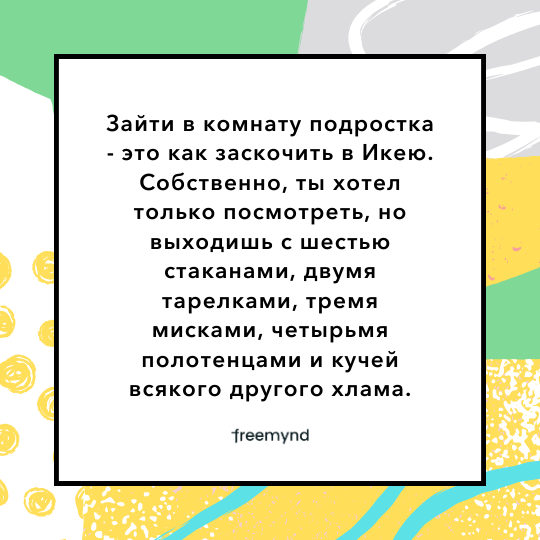 Зайти в комнату подростка
- это как заскочить в Икею.
Собственно, ты хотел
только посмотреть, но
выходишь с шестью
стаканами, двумя
тарелками, тремя
мисками, четырьмя
полотенцами и кучей
всякого другого хлама.
freemynd